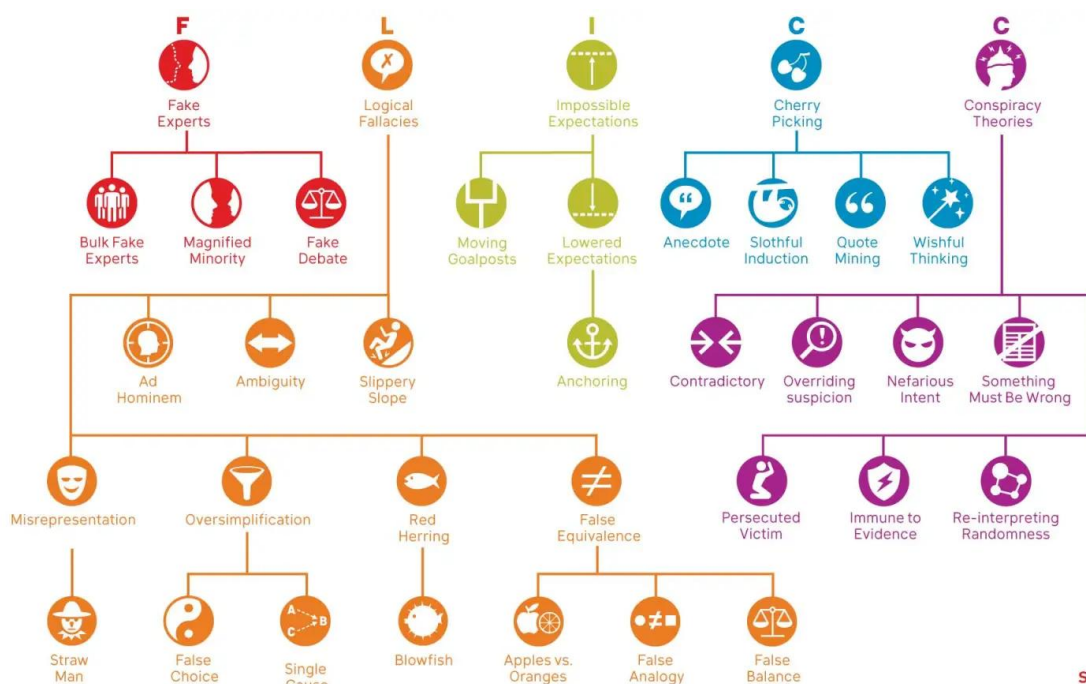 F
L
I
C
C
Fake
Experts
Logical
Fallacies
Impossible
Expectations
Cherry
Picking
Conspiracy
Theories
Bulk Fake
Experts
Magnified
Minority
Fake
Debate
Moving
Goalposts
Lowered
Expectations
Anecdote
Slothful
Induction
Quote
Mining
Wishful
Thinking
Ad
Hominem
Ambiguity
Slippery
Slope
Anchoring
Contradictory
Overriding
suspicion
Nefarious
Intent
Something
Must Be Wrong
Misrepresentation
Oversimplification
Red
Herring
False
Equivalence
Persecuted
Victim
Immune to
Evidence
Re-interpreting
Randomness
A
B
C
Straw
Man
False
Choice
Single
Blowfish
Apples vs.
Oranges
False
Analogy
False
Balance
S